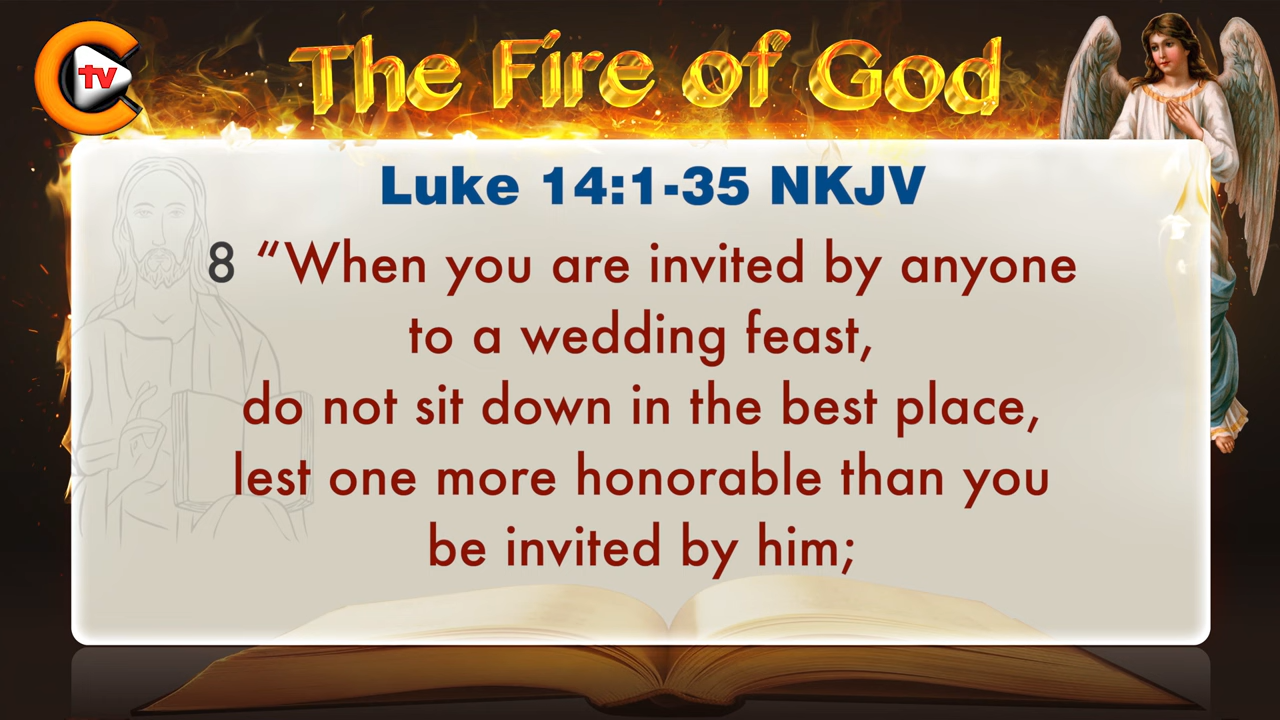 tv
The Fire of God
Luke 14:1-35 NKJV
8 “When you are invited by anyone
to a wedding feast,
do not sit down in the best place,
lest one more honorable than you
be invited by him;